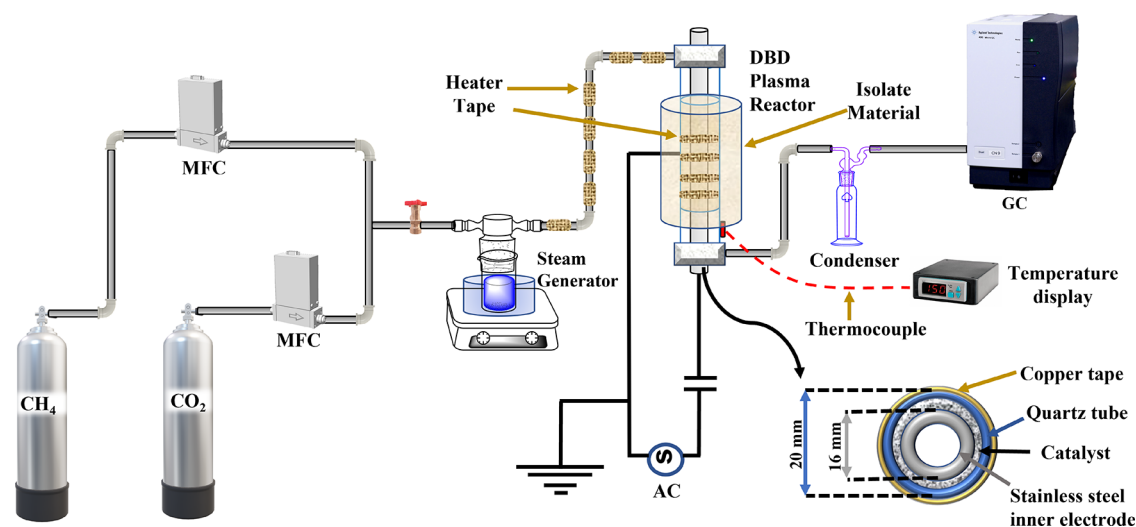 Heater
Tape
DBD
Plasma
Reactor
Isolate
Material
MFC
GC
Steam
Generator
Condenser
150
Temperature
display
Thermocouple
MFC
CH4
CO2
Copper tape
Quartz tube
Catalyst
Stainless steel
inner electrode
20 mm
16 mm
S
AC